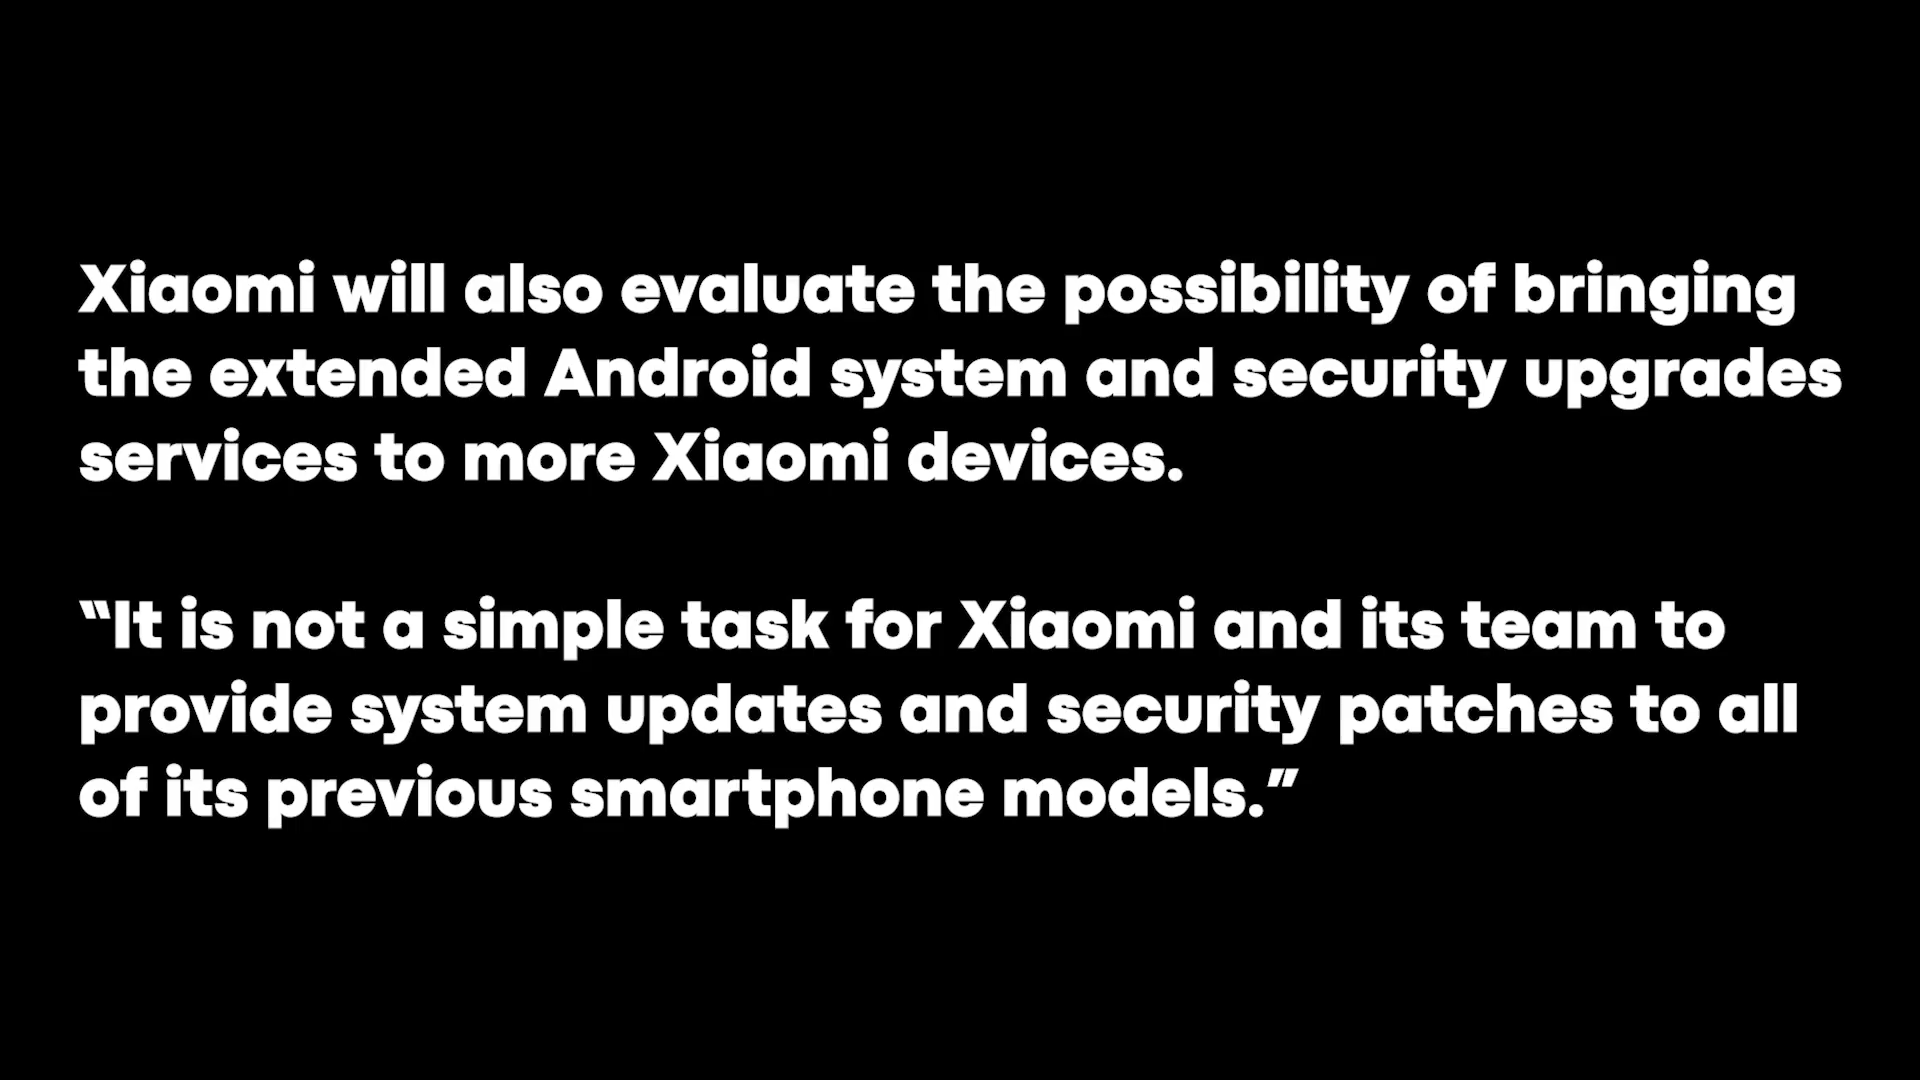 Xiaomi will also evaluate the possibility of bringing
the extended Android system and security upgrades
services to more Xiaomi devices.
“It is not a simple task for Xiaomi and its team to
provide system updates and security patches to all
of its previous smartphone models.”